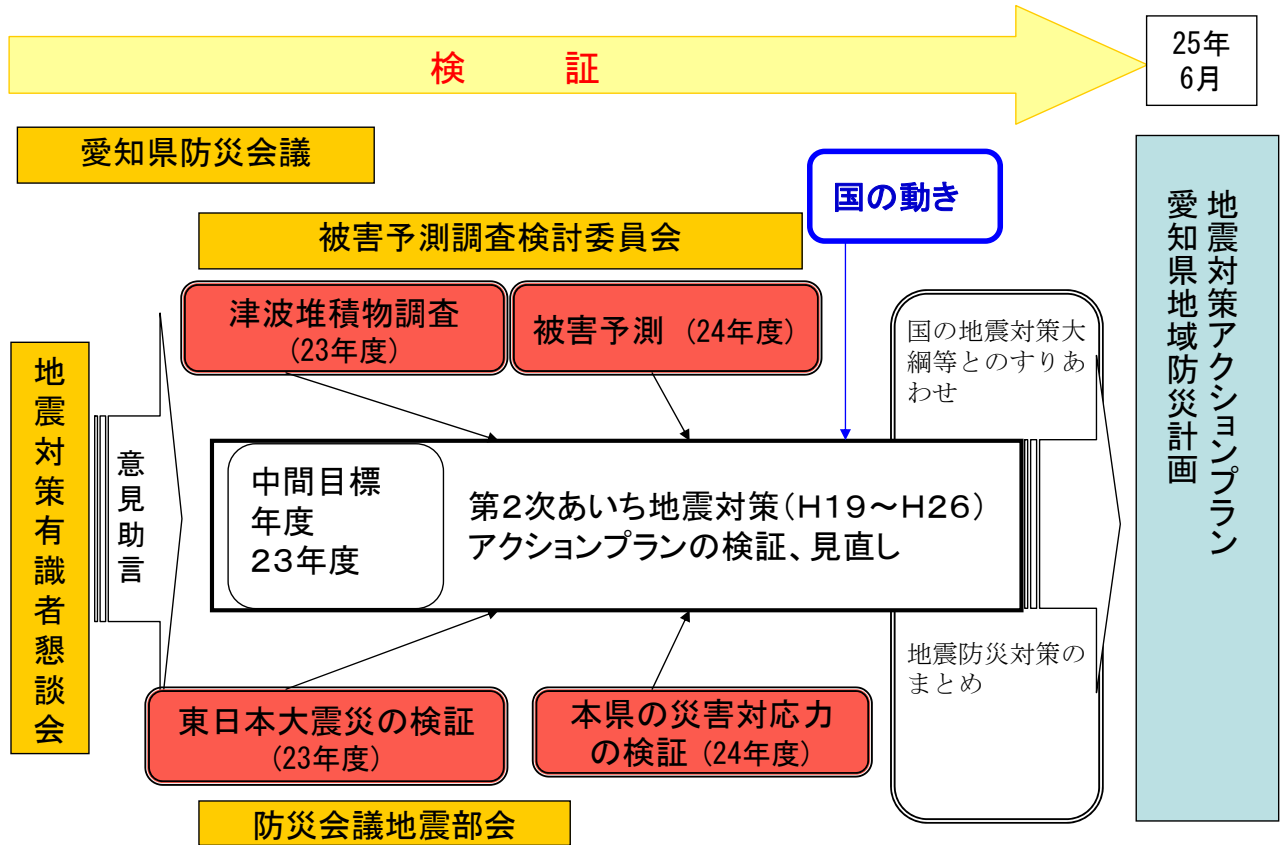 検　証
25年
6月
愛知県防災会議
国の動き
被害予測調査検討委員会
津波堆積物調査
(23年度)
被害予測 (24年度)
地震対策有識者懇談会
意見助言
中間目標
年度
23年度
第2次あいち地震対策(H19～H26)
アクションプランの検証、見直し
国の地震対策大
綱等とのすりあ
わせ
地震防災対策の
まとめ
地震対策アクションプラン
愛知県地域防災計画
東日本大震災の検証
(23年度)
本県の災害対応力
の検証 (24年度)
防災会議地震部会